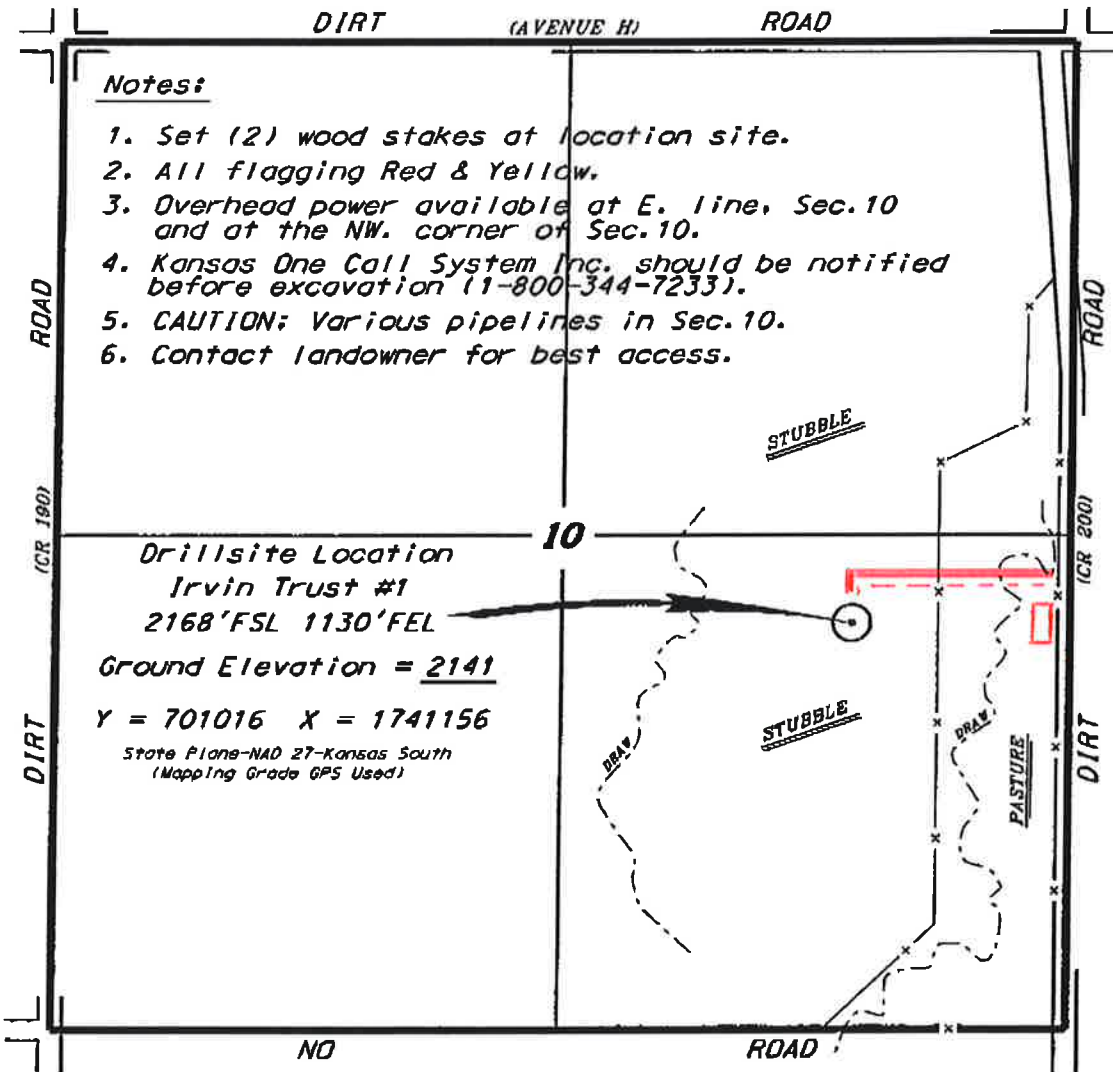 DIRT (AVENUE H) ROAD
Notes:
1. Set (2) wood stakes at location site.
2. All flagging Red & Yellow.
3. Overhead power available at E. line, Sec.10
and at the NW. corner of Sec.10.
4. Kansas One Call System Inc. should be notified
before excavation (1-800-344-7233).
5. CAUTION: Various pipelines in Sec.10.
6. Contact landowner for best access.
ROAD
ROAD
STUBBLE
(CR 190)
(CR 200)
10
Drillsite Location
Irvin Trust #1
2168'FSL 1130'FEL
Ground Elevation = 2141
Y = 701016 X = 1741156
State Plane-NAD 27-Kansas South
(Mapping Grade GPS Used)
STUBBLE
DRAW
DRAW
PASTURE
DIRT
DIRT
NO ROAD